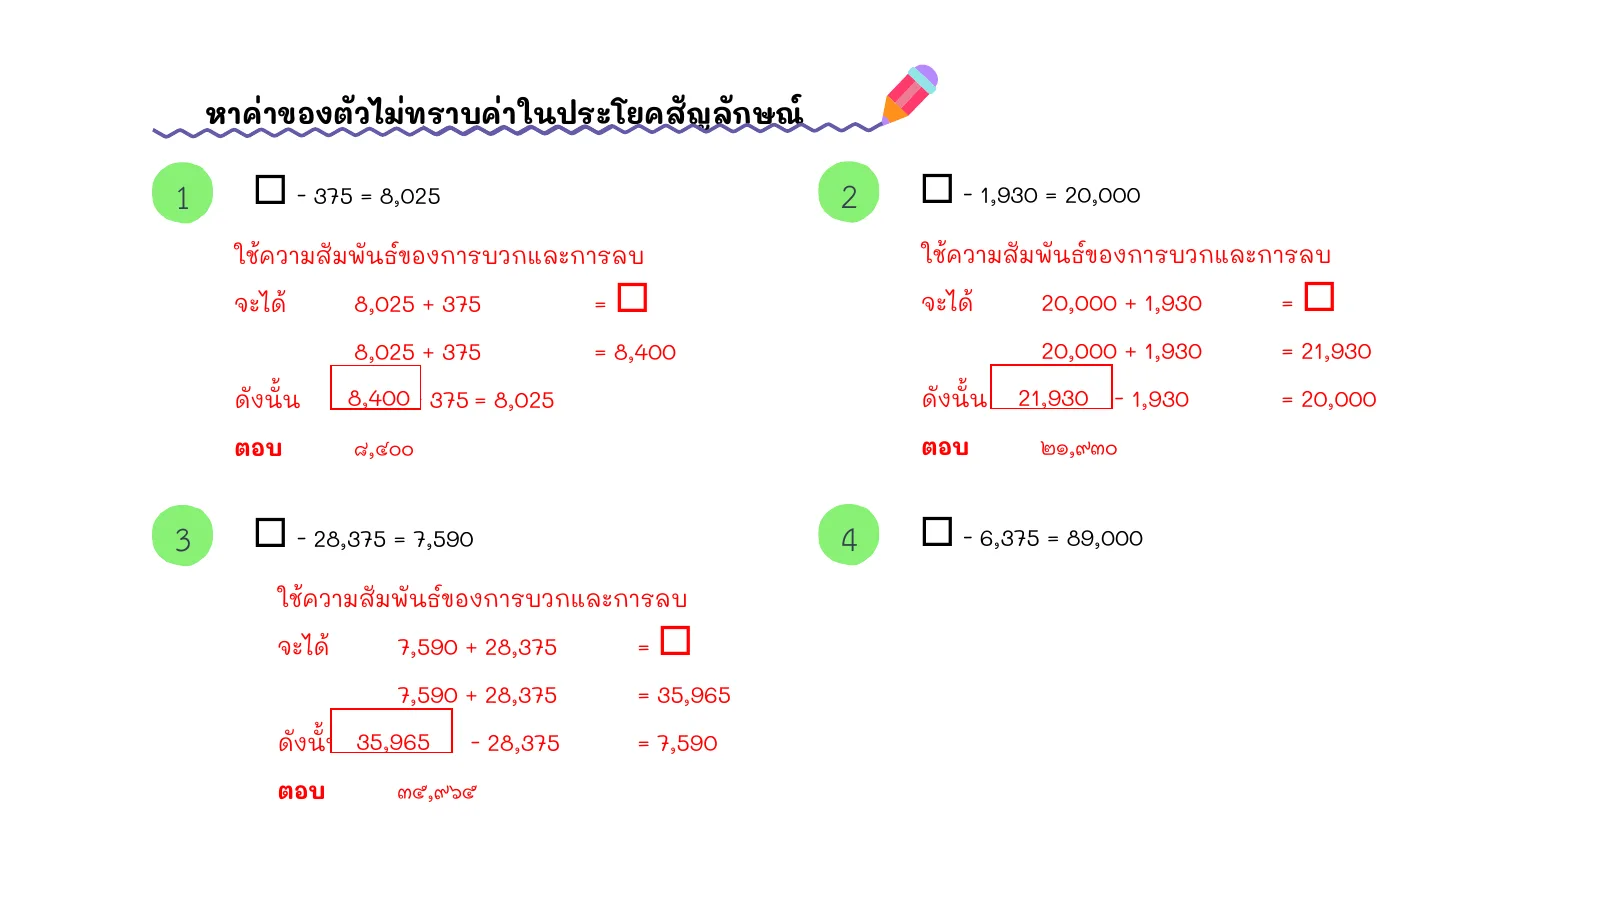 หาค่าของตัวไม่ทราบค่าในประโยคสัญลักษณ์
1
□ - 375 = 8,025
ใช้ความสัมพันธ์ของการบวกและการลบ
จะได้ 8,025 + 375 = □
8,025 + 375 = 8,400
ดังนั้น 8,400 375 = 8,025
ตอบ ๘,๔๐๐
2
□ - 1,930 = 20,000
ใช้ความสัมพันธ์ของการบวกและการลบ
จะได้ 20,000 + 1,930 = □
20,000 + 1,930 = 21,930
ดังนั้น 21,930 - 1,930 = 20,000
ตอบ ๒๑,๙๓๐
3
□ - 28,375 = 7,590
ใช้ความสัมพันธ์ของการบวกและการลบ
จะได้ 7,590 + 28,375 = □
7,590 + 28,375 = 35,965
ดังนั้น 35,965 - 28,375 = 7,590
ตอบ ๓๕,๙๖๕
4
□ - 6,375 = 89,000